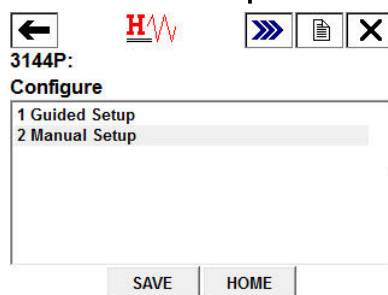 H
3144P:
Configure
1 Guided Setup
2 Manual Setup
SAVE HOME